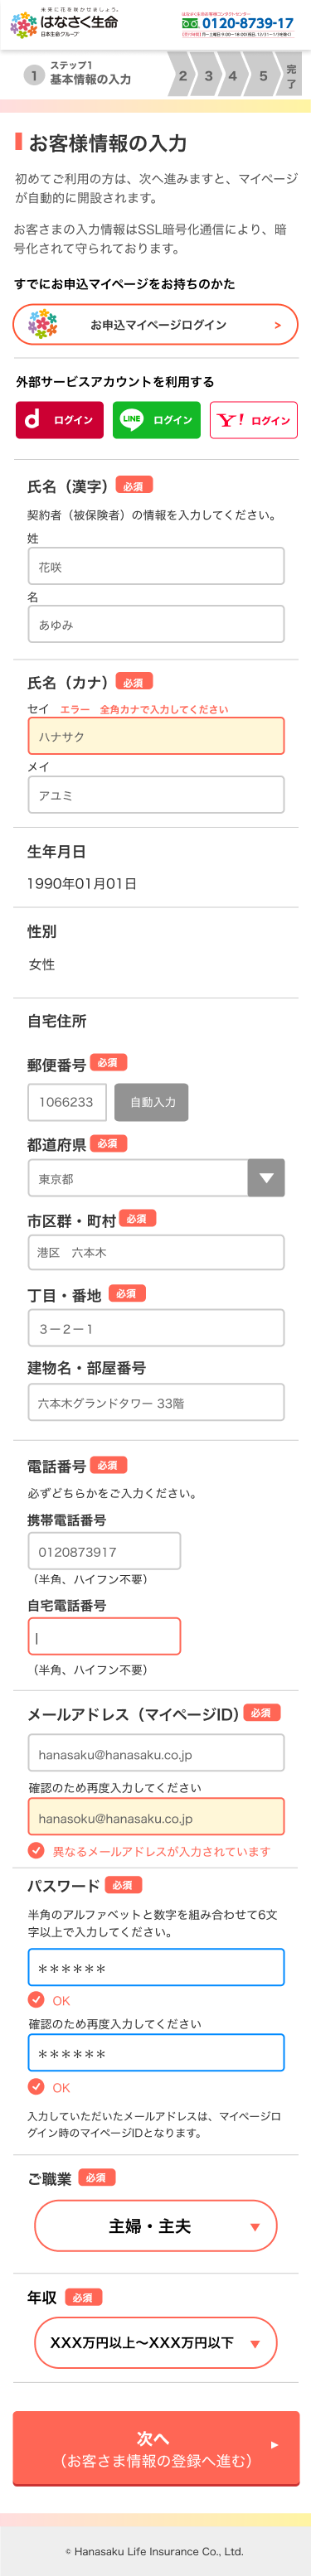 未来に花を咲かせましょう。
はなさく生命
日本生命グループ
はなさく生命お客様コンタクトセンター
0120-8739-17
ステップ1
1 基本情報の入力
2 3 4 5 完了
お客様情報の入力
初めてご利用の方は、次へ進みますと、マイページ
が自動的に開設されます。
お客さまの入力情報はSSL暗号化通信により、暗
号化されて守られております。
すでにお申込マイページをお持ちのかた
お申込マイページログイン >
外部サービスアカウントを利用する
d ログイン LINE ログイン Y! ログイン
氏名（漢字） 必須
契約者（被保険者）の情報を入力してください。
姓
花咲
名
あゆみ
氏名（カナ） 必須
セイ エラー 全角カナで入力してください
ハナサク
メイ
アユミ
生年月日
1990年01月01日
性別
女性
自宅住所
郵便番号 必須
1066233 自動入力
都道府県 必須
東京都
市区群・町村 必須
港区　六本木
丁目・番地 必須
３－２－１
建物名・部屋番号
六本木グランドタワー 33階
電話番号 必須
必ずどちらかをご入力ください。
携帯電話番号
0120873917
（半角、ハイフン不要）
自宅電話番号
（半角、ハイフン不要）
メールアドレス（マイページID） 必須
hanasaku@hanasaku.co.jp
確認のため再度入力してください
hanasoku@hanasaku.co.jp
異なるメールアドレスが入力されています
パスワード 必須
半角のアルファベットと数字を組み合わせて6文
字以上で入力してください。
＊＊＊＊＊＊
OK
確認のため再度入力してください
＊＊＊＊＊＊
OK
入力していただいたメールアドレスは、マイページロ
グイン時のマイページIDとなります。
ご職業 必須
主婦・主夫
年収 必須
XXX万円以上〜XXX万円以下
次へ
（お客さま情報の登録へ進む）
© Hanasaku Life Insurance Co., Ltd.